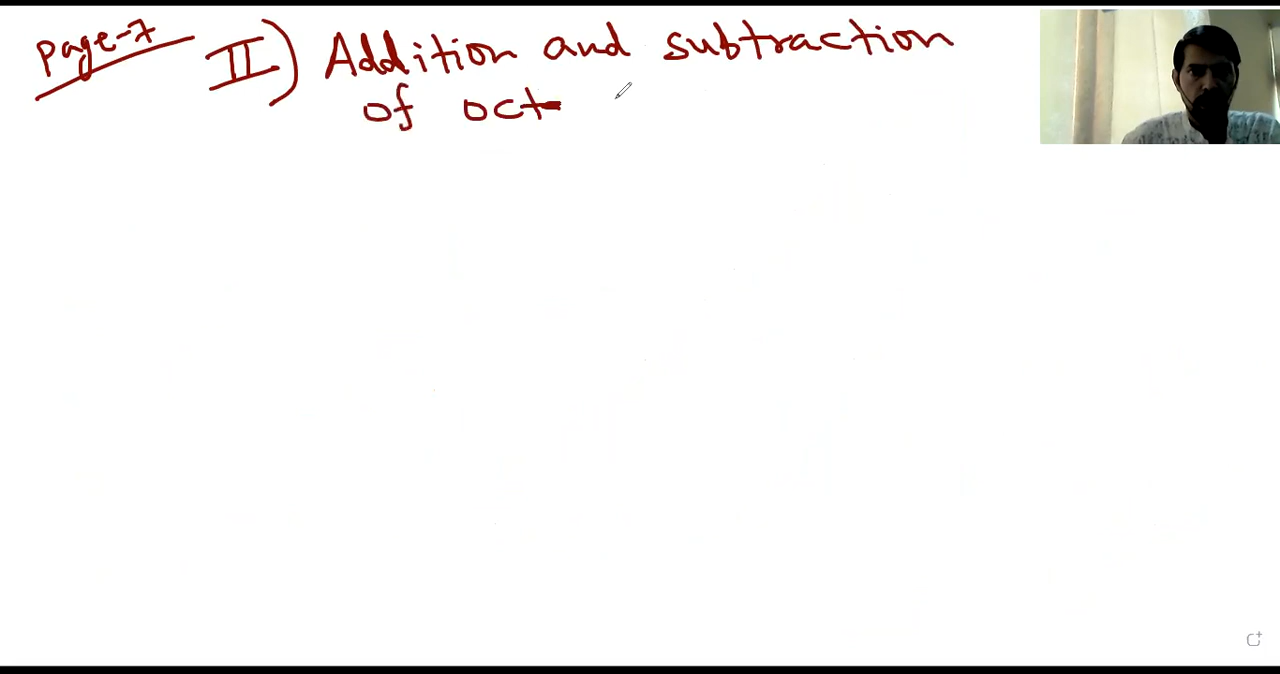 Page-7
II) Addition and subtraction
of oct